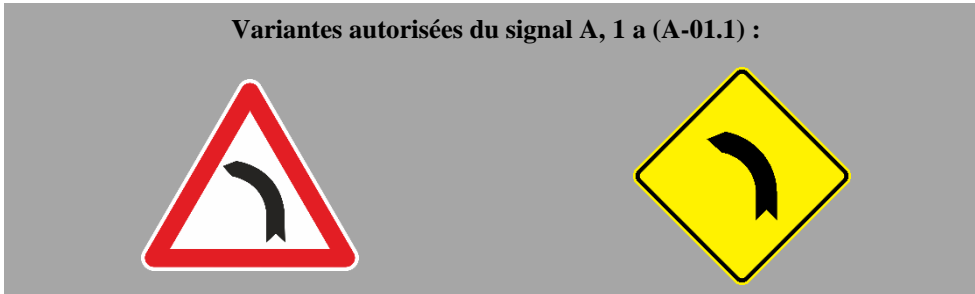 Variantes autorisées du signal A, 1 a (A-01.1) :